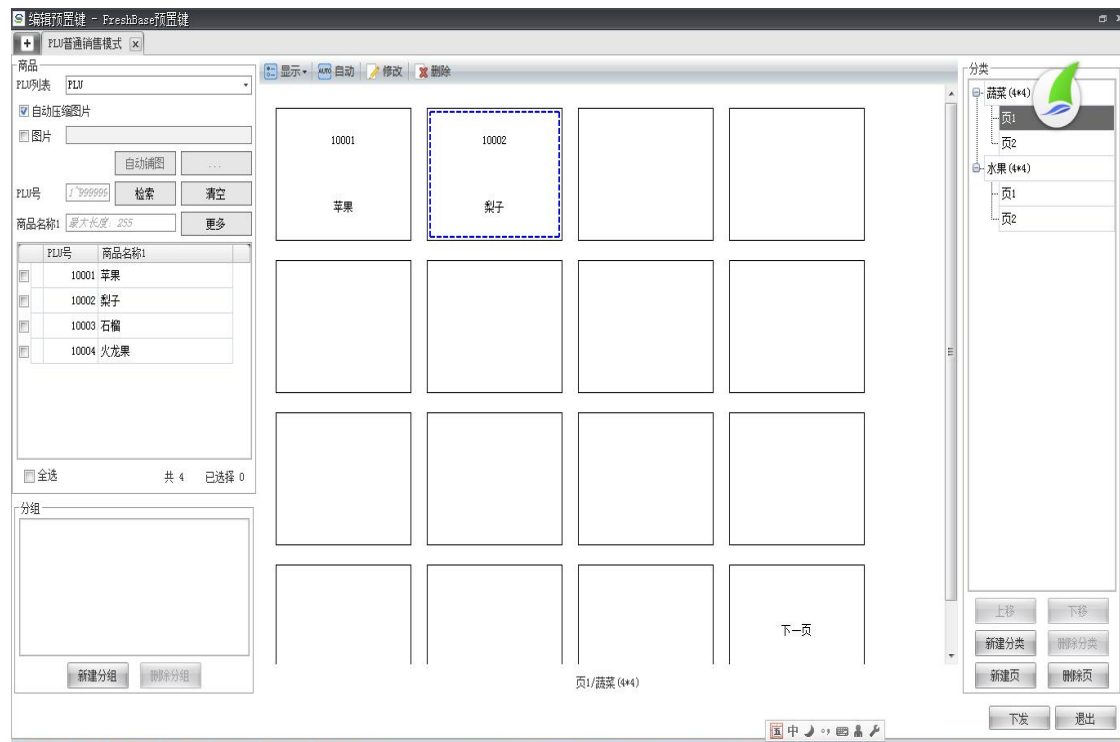 编辑预置键 - FreshBase预置键
PLU普通销售模式
商品
PLU列表 PLU
自动压缩图片
图片
自动铺图 ...
PLU号 1~999999 检索 清空
商品名称1 最大长度: 255 更多
PLU号 商品名称1
10001 苹果
10002 梨子
10003 石榴
10004 火龙果
全选 共 4 已选择 0
分组
新建分组 删除分组
显示 AUTO 自动 修改 删除
10001 10002
苹果 梨子
下一页
页1/蔬菜(4*4)
分类
蔬菜(4*4)
页1
页2
水果(4*4)
页1
页2
上移 下移
新建分类 删除分类
新建页 删除页
下发 退出
五 中